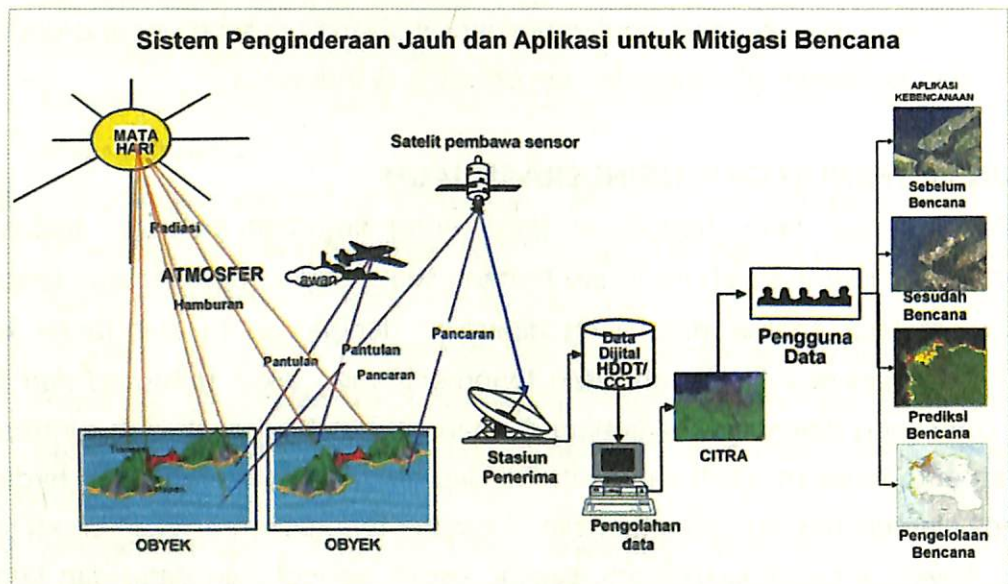 Sistem Penginderaan Jauh dan Aplikasi untuk Mitigasi Bencana
MATA
HARI
Radiasi
ATMOSFER
Hamburan
awan
Satelit pembawa sensor
Pantulan
Pantulan
Pancaran
Pancaran
OBYEK
OBYEK
Stasiun
Penerima
Data
Dijital
HDDT/
CCT
Pengolahan
data
CITRA
Pengguna
Data
APLIKASI
KEBENCANAAN
Sebelum
Bencana
Sesudah
Bencana
Prediksi
Bencana
Pengelolaan
Bencana